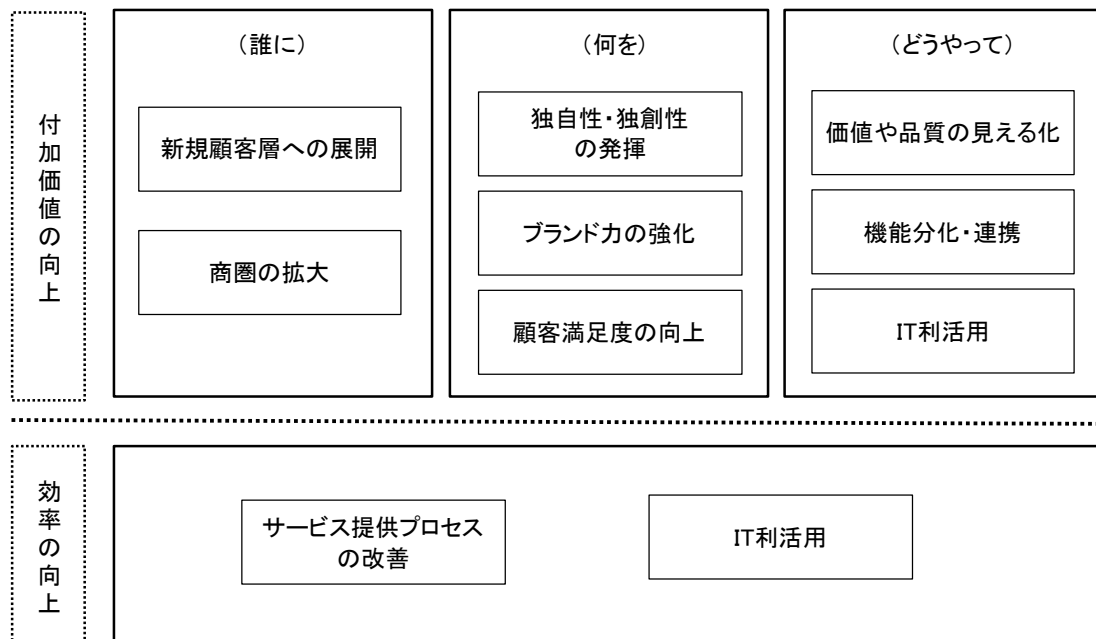 付加価値の向上
(誰に)
新規顧客層への展開
商圏の拡大
(何を)
独自性・独創性
の発揮
ブランド力の強化
顧客満足度の向上
(どうやって)
価値や品質の見える化
機能分化・連携
IT利活用
効率の向上
サービス提供プロセス
の改善
IT利活用